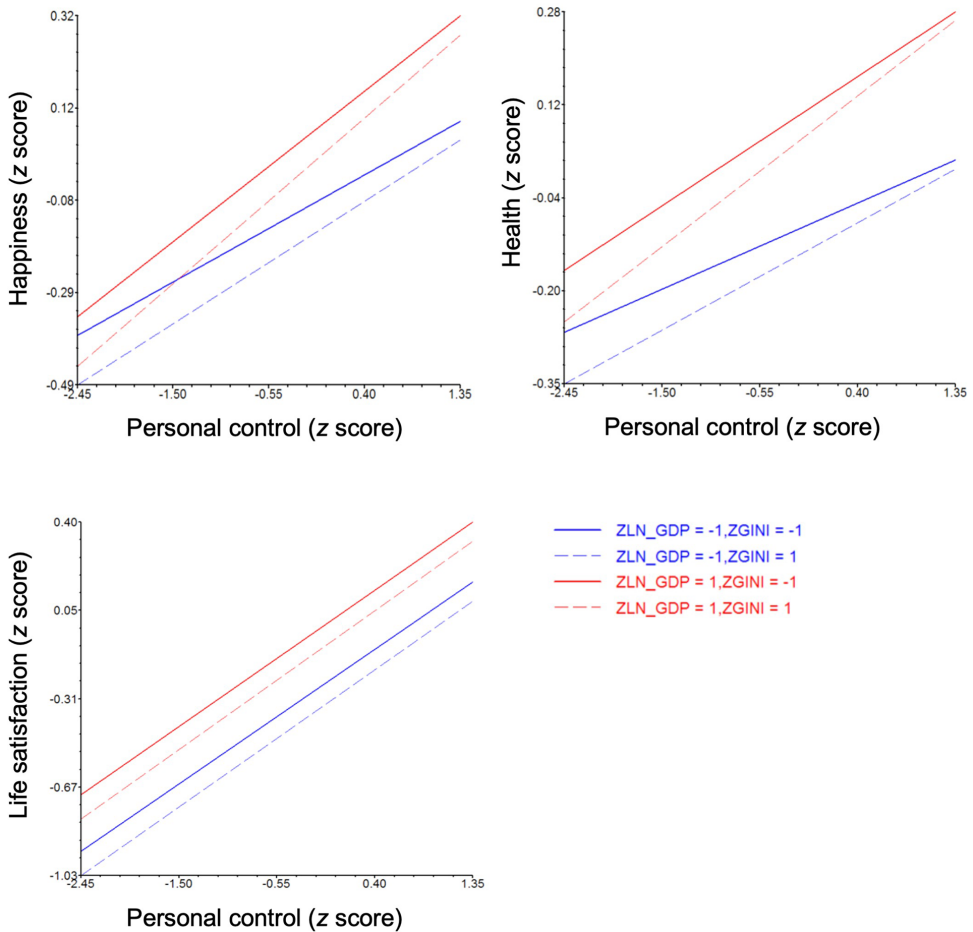 0.32
0.12
-0.08
-0.29
-0.49
Happiness (z score)
-2.45 -1.50 -0.55 0.40 1.35
Personal control (z score)
0.28
0.12
-0.04
-0.20
-0.35
Health (z score)
-2.45 -1.50 -0.55 0.40 1.35
Personal control (z score)
0.40
0.05
-0.31
-0.67
-1.03
Life satisfaction (z score)
-2.45 -1.50 -0.55 0.40 1.35
Personal control (z score)
ZLN_GDP = -1,ZGINI = -1
ZLN_GDP = -1,ZGINI = 1
ZLN_GDP = 1,ZGINI = -1
ZLN_GDP = 1,ZGINI = 1